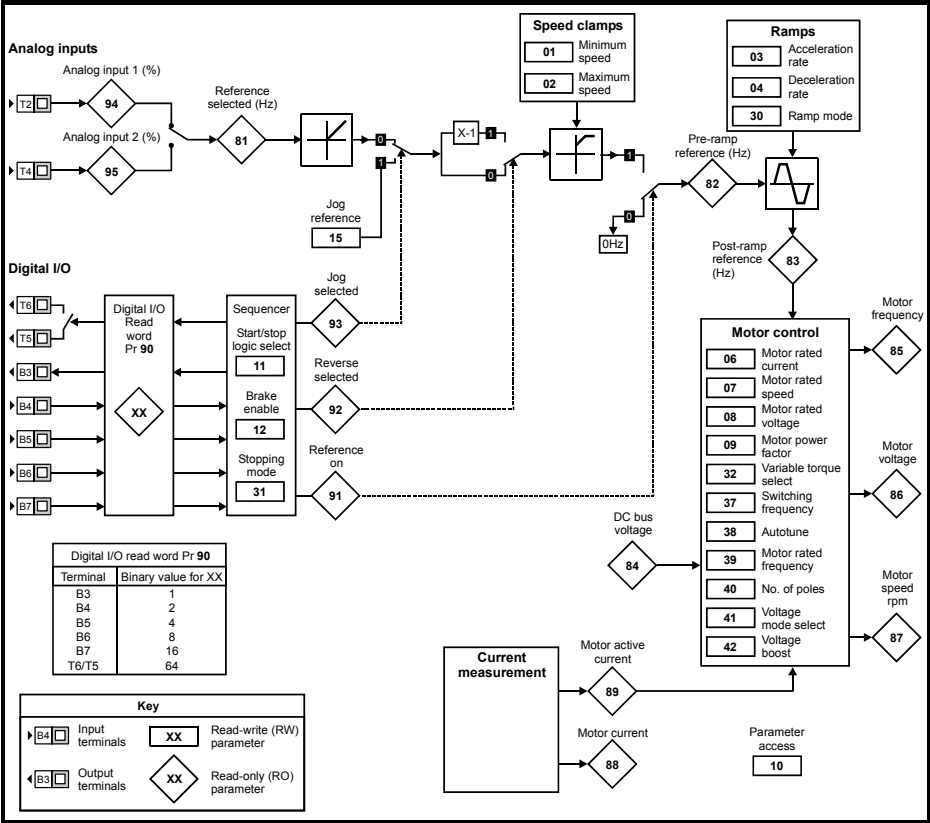 Analog inputs
Analog input 1 (%)
T2
94
Analog input 2 (%)
T4
95
Reference
selected (Hz)
81
0
1
Jog
reference
15
X-1
1
0
Speed clamps
01 Minimum
speed
02 Maximum
speed
1
0
0Hz
Pre-ramp
reference (Hz)
82
Ramps
03 Acceleration
rate
04 Deceleration
rate
30 Ramp mode
Post-ramp
reference
(Hz)
83
Digital I/O
T6
T5
B3
B4
B5
B6
B7
Digital I/O
Read
word
Pr 90
XX
Sequencer
Start/stop
logic select
11
Brake
enable
12
Stopping
mode
31
Jog
selected
93
Reverse
selected
92
Reference
on
91
DC bus
voltage
84
Motor control
06 Motor rated
current
07 Motor rated
speed
08 Motor rated
voltage
09 Motor power
factor
32 Variable torque
select
37 Switching
frequency
38 Autotune
39 Motor rated
frequency
40 No. of poles
41 Voltage
mode select
42 Voltage
boost
Motor
frequency
85
Motor
voltage
86
Motor
speed
rpm
87
Digital I/O read word Pr 90
Terminal Binary value for XX
B3 1
B4 2
B5 4
B6 8
B7 16
T6/T5 64
Current
measurement
Motor active
current
89
Motor current
88
Parameter
access
10
Key
B4 Input
terminals
XX Read-write (RW)
parameter
B3 Output
terminals
XX Read-only (RO)
parameter